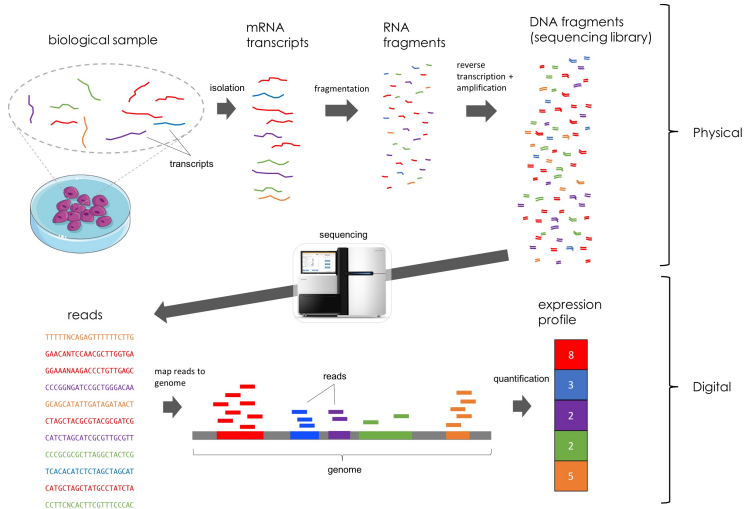 biological sample
mRNA
transcripts
RNA
fragments
DNA fragments
(sequencing library)
isolation
fragmentation
reverse
transcription +
amplification
transcripts
Physical
sequencing
reads
expression
profile
TTTTTNCAGAGTTTTTTCTTG
GAACANTCCAACGCTTGGTGA
GGAAANAAGACCCTGTTGAGC
CCCGGNGATCCGCTGGGACAA
GCAGCATATTGATAGATAACT
CTAGCTACGCGTACGCGATCG
CATCTAGCATCGCGTTGCGTT
CCCGCGCGCTTAGGCTACTCG
TCACACATCTCTAGCTAGCAT
CATGCTAGCTATGCCTATCTA
CCTTCNCACTTCGTTTCCCAC
map reads to
genome
reads
genome
quantification
8
3
2
2
5
Digital